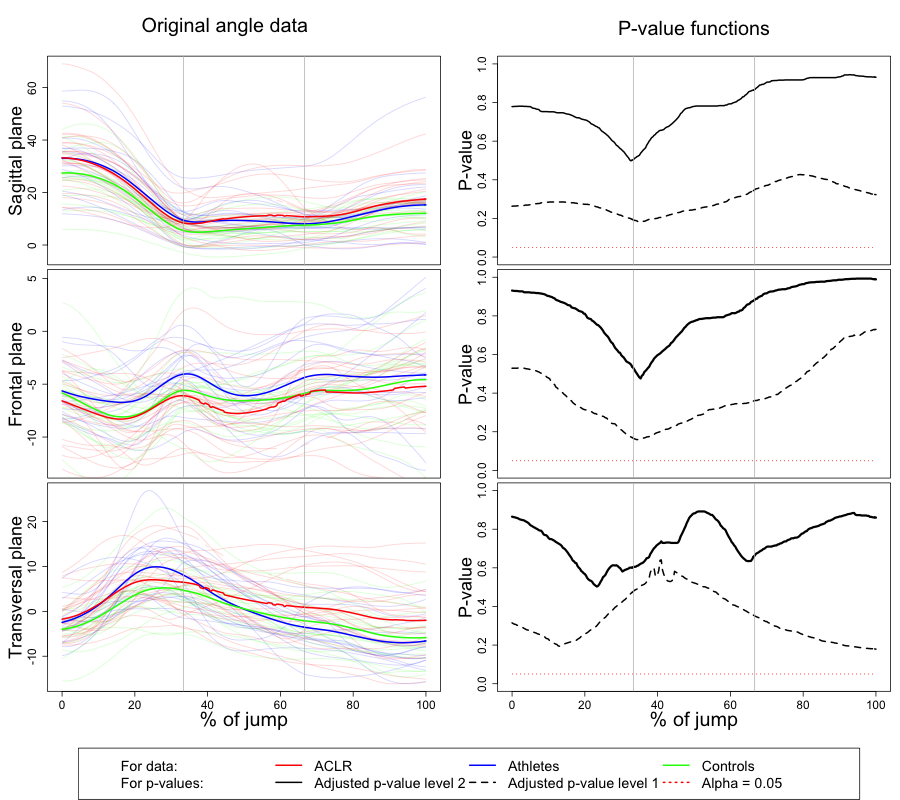 Original angle data
P-value functions
Sagittal plane
0 20 40 60
P-value
0.0 0.2 0.4 0.6 0.8 1.0
Frontal plane
-10 -5 0 5
P-value
0.0 0.2 0.4 0.6 0.8 1.0
Transversal plane
-10 0 10 20
P-value
0.0 0.2 0.4 0.6 0.8 1.0
0 20 40 60 80 100
0 20 40 60 80 100
% of jump
% of jump
For data: ACLR Athletes Controls
For p-values: Adjusted p-value level 2 Adjusted p-value level 1 Alpha = 0.05